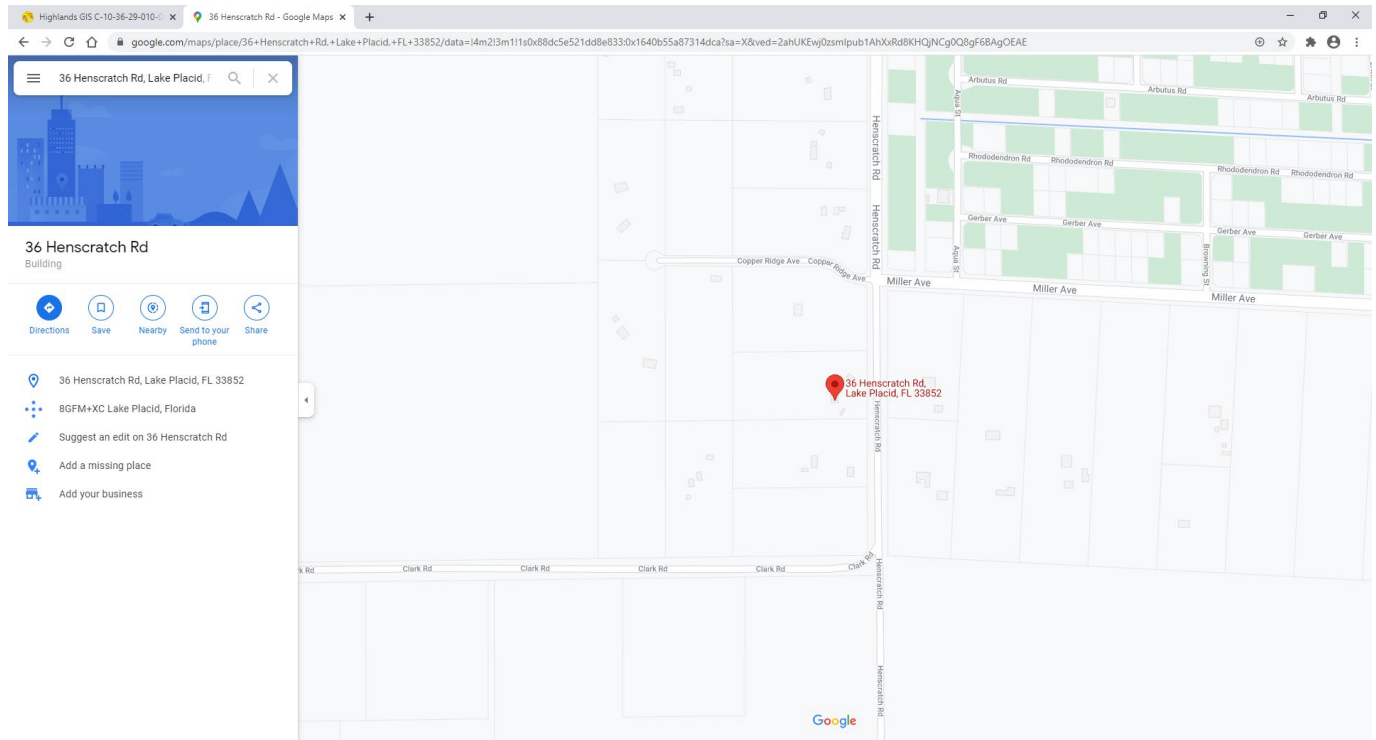 Highlands GIS C-10-36-29-010-0
36 Henscratch Rd - Google Maps
google.com/maps/place/36+Henscratch+Rd,+Lake+Placid,+FL+33852/data=!4m2!3m1!1s0x88dc5e521dd8e833:0x1640b55a87314dca?sa=X&ved=2ahUKEwj0zsmlpub1AhXxRd8KHQjNCg0Q8gF6BAgOEAE
36 Henscratch Rd, Lake Placid, F
36 Henscratch Rd
Building
Directions
Save
Nearby
Send to your
phone
Share
36 Henscratch Rd, Lake Placid, FL 33852
8GFM+XC Lake Placid, Florida
Suggest an edit on 36 Henscratch Rd
Add a missing place
Add your business
Arbutus Rd
Arbutus Rd
Arbutus Rd
Aqua St
Henscratch Rd
Rhododendron Rd
Rhododendron Rd
Rhododendron Rd
Rhododendron Rd
Henscratch Rd
Gerber Ave
Gerber Ave
Gerber Ave
Gerber Ave
Aqua St
Browning St
Copper Ridge Ave
Copper Ridge Ave
Miller Ave
Miller Ave
Miller Ave
36 Henscratch Rd,
Lake Placid, FL 33852
Henscratch Rd
Clark Rd
Clark Rd
Clark Rd
Clark Rd
Clark Rd
Henscratch Rd
Henscratch Rd
Google